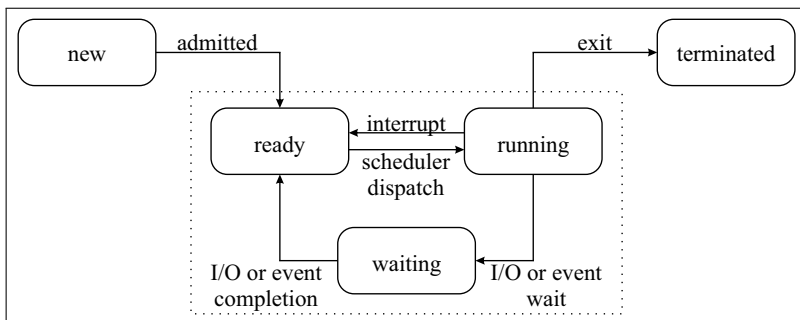 new
admitted
exit
terminated
ready
interrupt
scheduler
dispatch
running
waiting
I/O or event
completion
I/O or event
wait